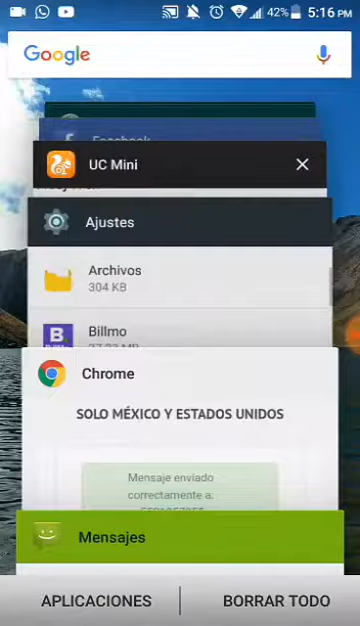 42% 5:16 PM
Google
Facebook
UC Mini
Ajustes
Archivos
304 KB
Billmo
Chrome
SOLO MÉXICO Y ESTADOS UNIDOS
Mensaje enviado
correctamente a:
Mensajes
APLICACIONES BORRAR TODO